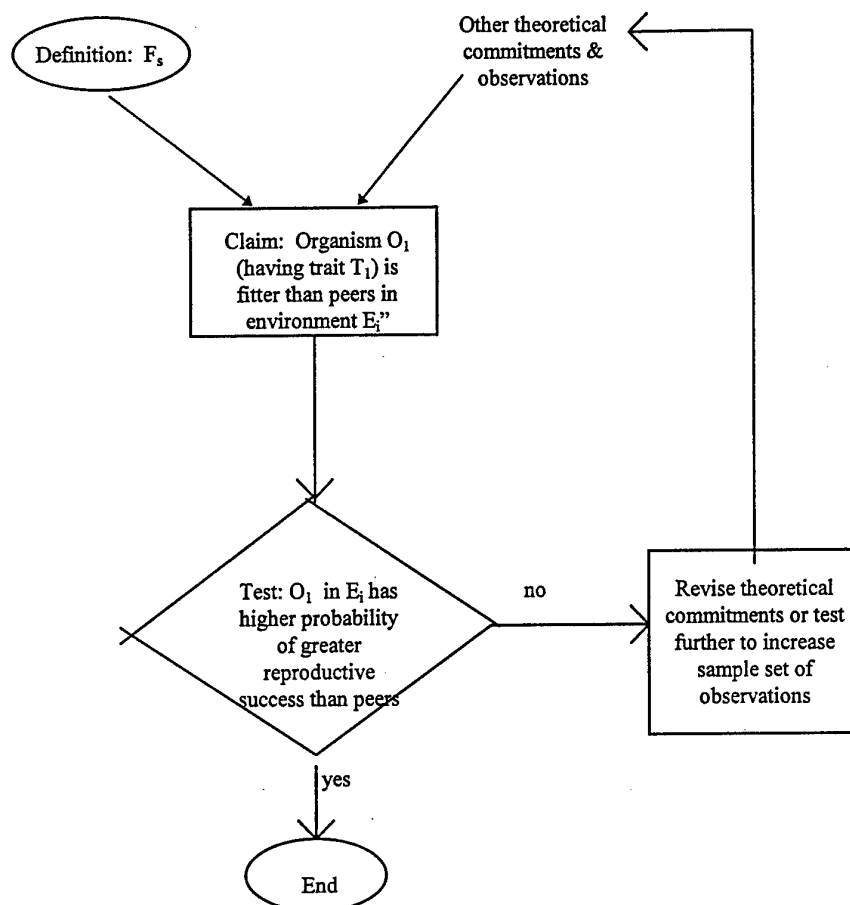 Definition: Fₛ
Other theoretical
commitments &
observations
Claim: Organism O₁
(having trait T₁) is
fitter than peers in
environment Eᵢ”
Test: O₁ in Eᵢ has
higher probability
of greater
reproductive
success than peers
no
Revise theoretical
commitments or test
further to increase
sample set of
observations
yes
End